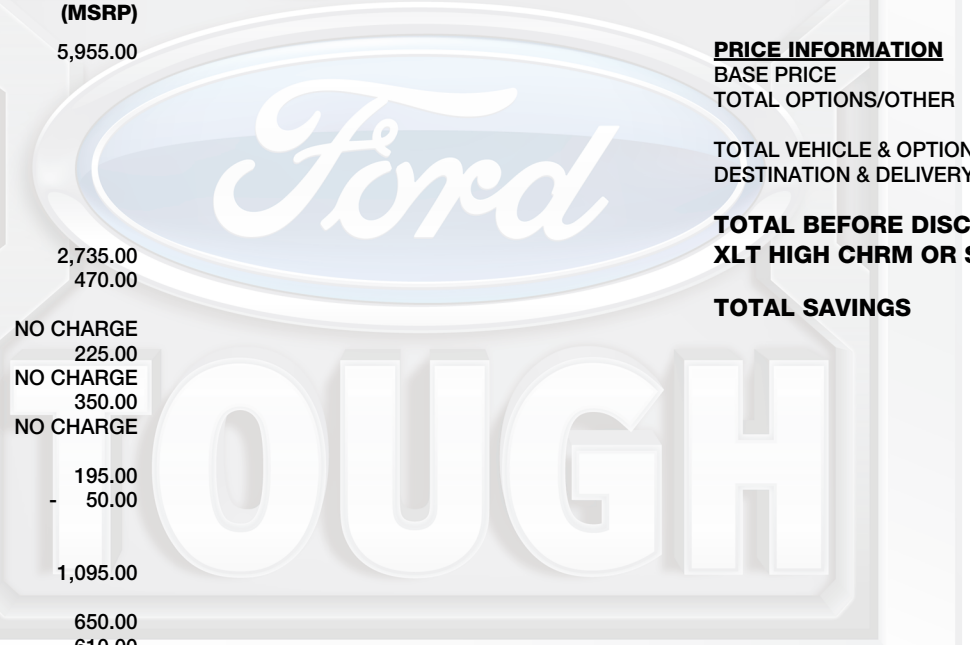 (MSRP)
5,955.00
2,735.00
470.00
NO CHARGE
225.00
NO CHARGE
350.00
NO CHARGE
195.00
- 50.00
1,095.00
650.00
610.00
PRICE INFORMATION
BASE PRICE
TOTAL OPTIONS/OTHER
TOTAL VEHICLE & OPTION
DESTINATION & DELIVERY
TOTAL BEFORE DISC
XLT HIGH CHRM OR S
TOTAL SAVINGS
Ford
TOUGH